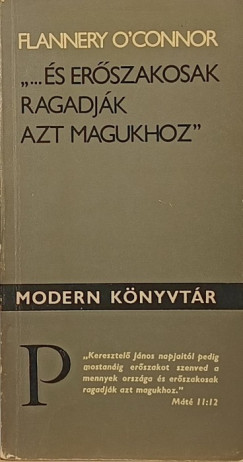 FLANNERY O'CONNOR
„...ÉS ERŐSZAKOSAK
RAGADJÁK
AZT MAGUKHOZ”
MODERN KÖNYVTÁR
P
„Keresztelő János napjaitól pedig
mostanáig erőszakot szenved a
mennyek országa és erőszakosak
ragadják azt magukhoz.”
Máté 11:12